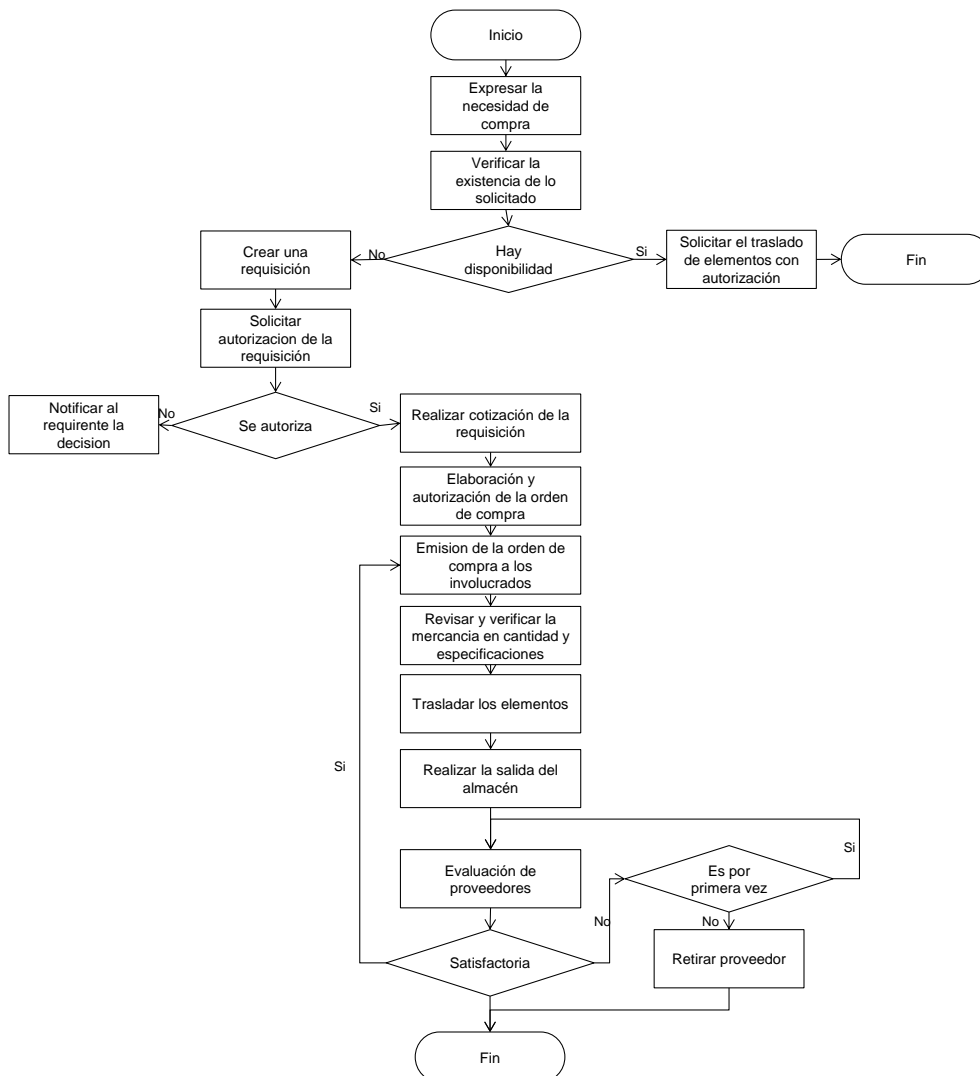 Inicio
Expresar la
necesidad de
compra
Verificar la
existencia de lo
solicitado
Hay
disponibilidad
No
Si
Crear una
requisición
Solicitar el traslado
de elementos con
autorización
Fin
Solicitar
autorizacion de la
requisición
Se autoriza
No
Si
Notificar al
requirente la
decision
Realizar cotización de la
requisición
Elaboración y
autorización de la orden
de compra
Emision de la orden de
compra a los
involucrados
Revisar y verificar la
mercancia en cantidad y
especificaciones
Trasladar los elementos
Si
Realizar la salida del
almacén
Evaluación de
proveedores
Es por
primera vez
Si
No
No
Satisfactoria
Retirar proveedor
Fin